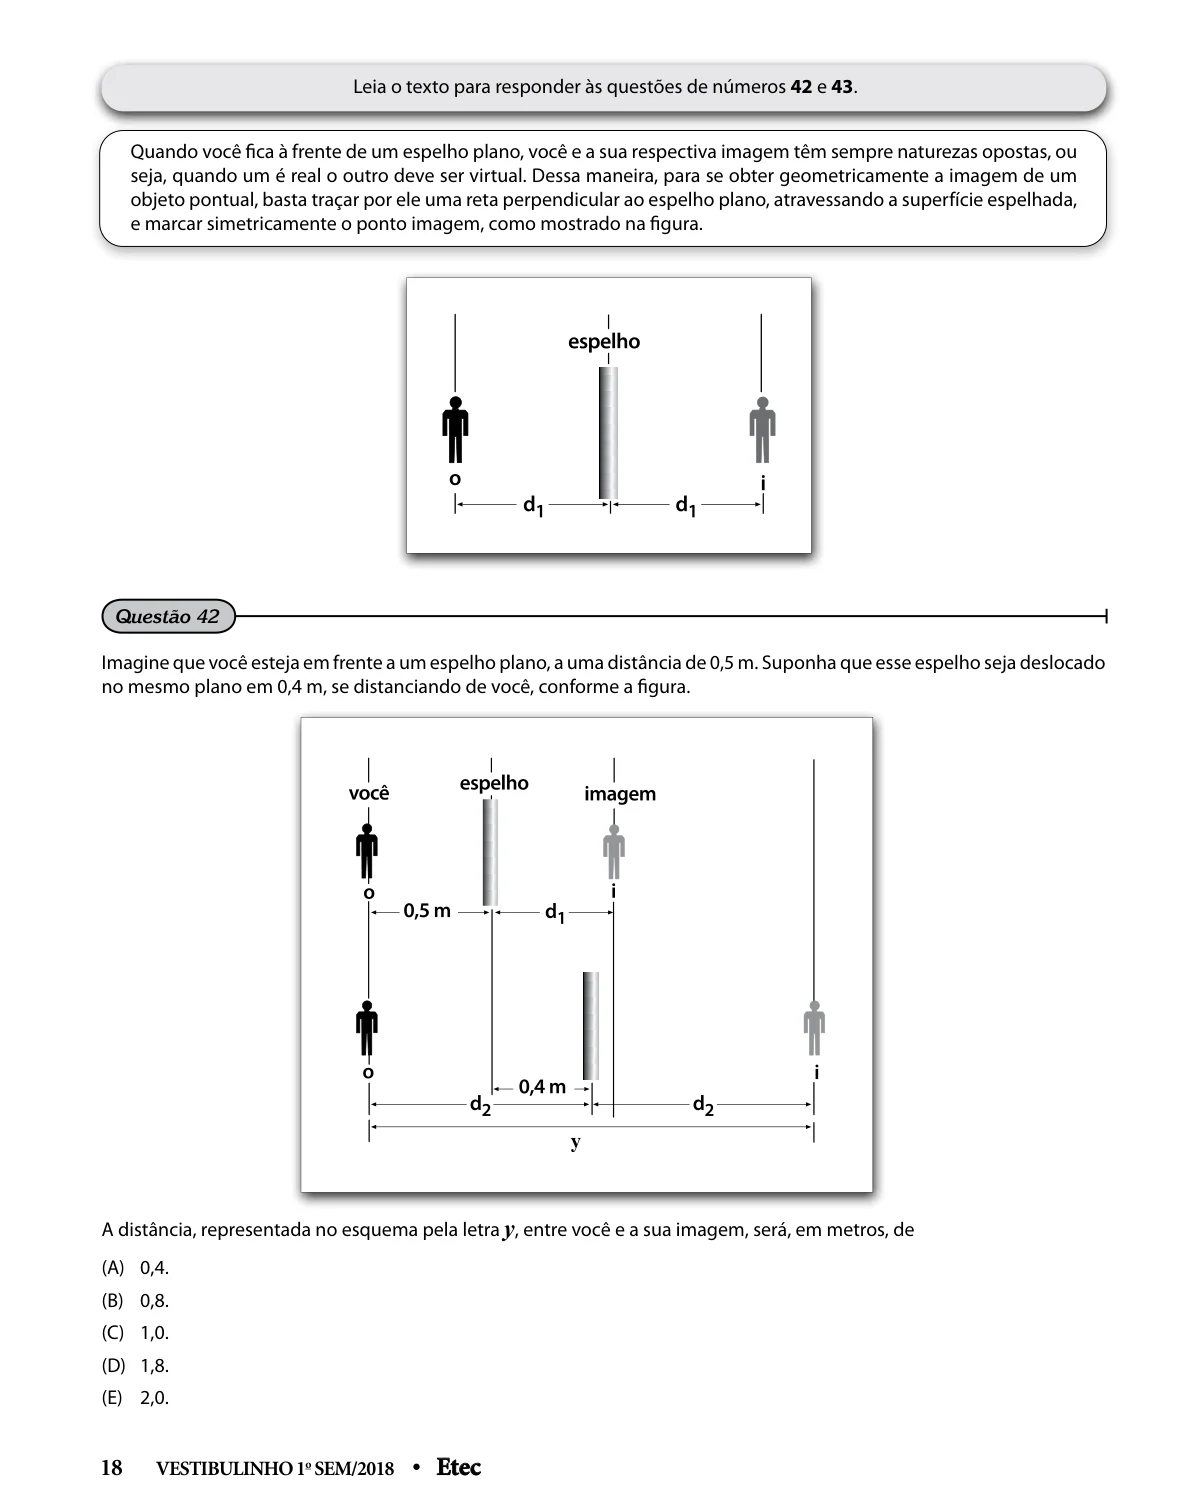 Leia o texto para responder às questões de números 42 e 43.
Quando você fica à frente de um espelho plano, você e a sua respectiva imagem têm sempre naturezas opostas, ou
seja, quando um é real o outro deve ser virtual. Dessa maneira, para se obter geometricamente a imagem de um
objeto pontual, basta traçar por ele uma reta perpendicular ao espelho plano, atravessando a superfície espelhada,
e marcar simetricamente o ponto imagem, como mostrado na figura.
espelho
o
i
d1
d1
Questão 42
Imagine que você esteja em frente a um espelho plano, a uma distância de 0,5 m. Suponha que esse espelho seja deslocado
no mesmo plano em 0,4 m, se distanciando de você, conforme a figura.
você
espelho
imagem
o
i
0,5 m
d1
o
i
0,4 m
d2
d2
y
A distância, representada no esquema pela letra y, entre você e a sua imagem, será, em metros, de
(A) 0,4.
(B) 0,8.
(C) 1,0.
(D) 1,8.
(E) 2,0.
18 VESTIBULINHO 1º SEM/2018 • Etec